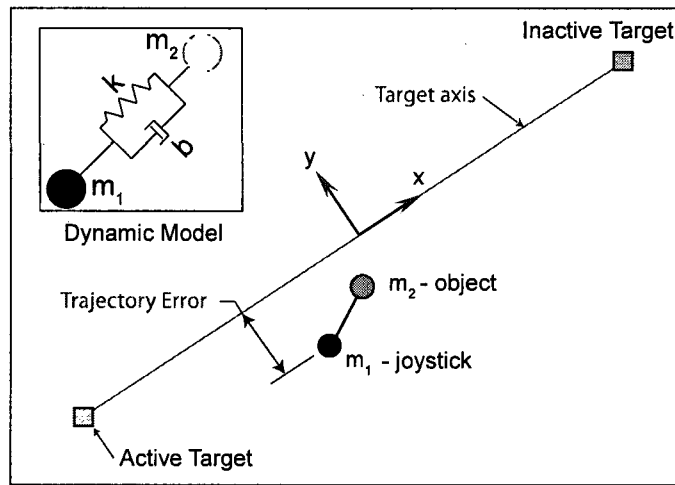 Inactive Target
m2
k
b
m1
Dynamic Model
Target axis
y
x
Trajectory Error
m2 - object
m1 - joystick
Active Target